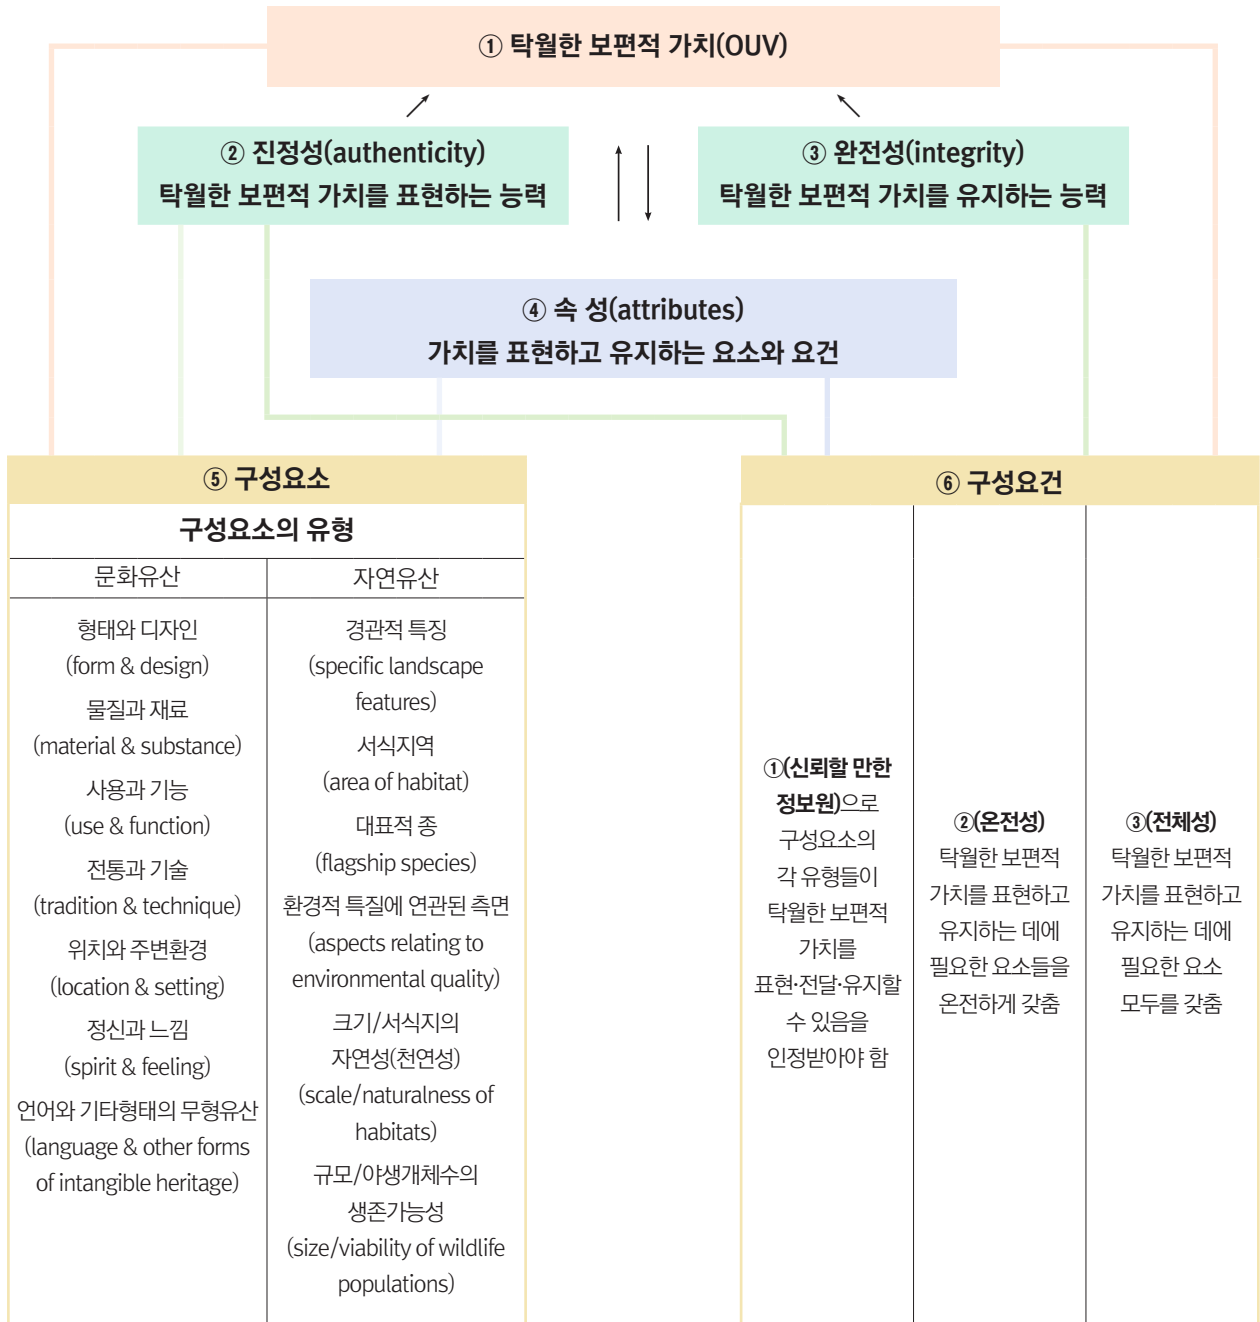 ① 탁월한 보편적 가치(OUV)
② 진정성(authenticity)
탁월한 보편적 가치를 표현하는 능력
③ 완전성(integrity)
탁월한 보편적 가치를 유지하는 능력
④ 속 성(attributes)
가치를 표현하고 유지하는 요소와 요건
⑤ 구성요소
구성요소의 유형
문화유산
형태와 디자인
(form & design)
물질과 재료
(material & substance)
사용과 기능
(use & function)
전통과 기술
(tradition & technique)
위치와 주변환경
(location & setting)
정신과 느낌
(spirit & feeling)
언어와 기타형태의 무형유산
(language & other forms
of intangible heritage)
자연유산
경관적 특징
(specific landscape
features)
서식지역
(area of habitat)
대표적 종
(flagship species)
환경적 특질에 연관된 측면
(aspects relating to
environmental quality)
크기/서식지의
자연성(천연성)
(scale/naturalness of
habitats)
규모/야생개체수의
생존가능성
(size/viability of wildlife
populations)
⑥ 구성요건
①(신뢰할 만한
정보원)으로
구성요소의
각 유형들이
탁월한 보편적
가치를
표현·전달·유지할
수 있음을
인정받아야 함
②(온전성)
탁월한 보편적
가치를 표현하고
유지하는 데에
필요한 요소들을
온전하게 갖춤
③(전체성)
탁월한 보편적
가치를 표현하고
유지하는 데에
필요한 요소
모두를 갖춤